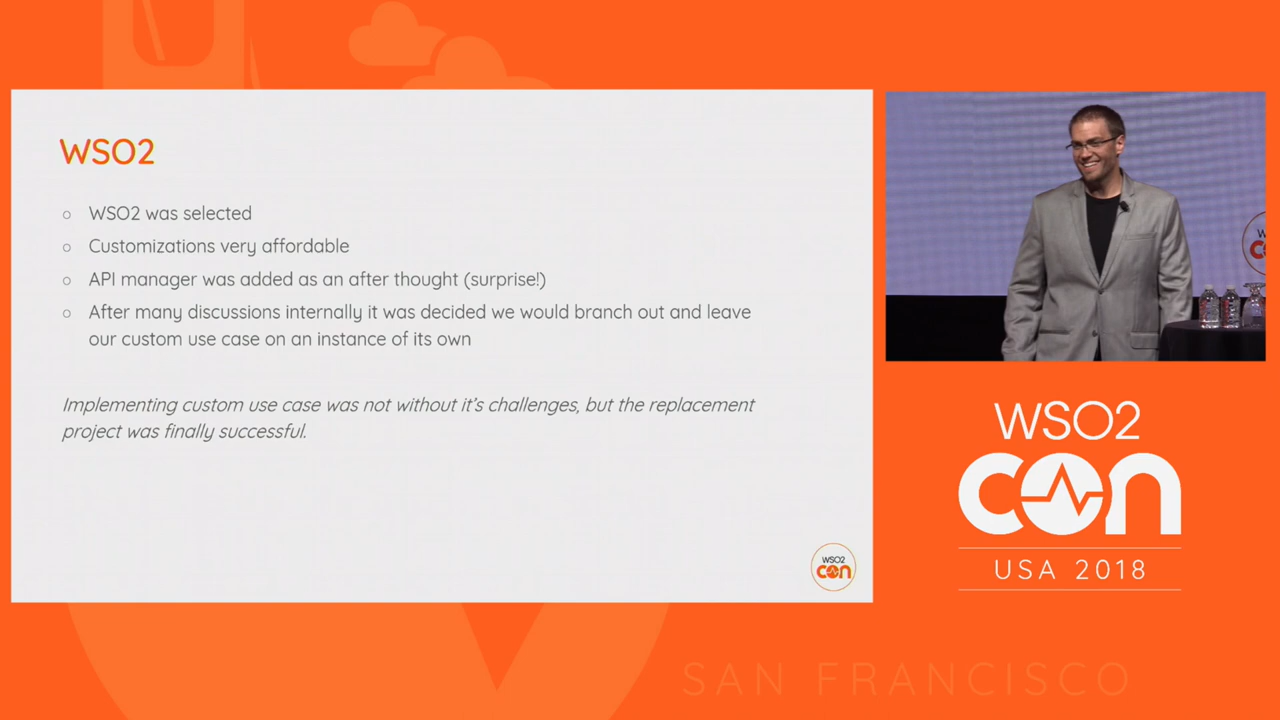 WSO2
WSO2 was selected
Customizations very affordable
API manager was added as an after thought (surprise!)
After many discussions internally it was decided we would branch out and leave
our custom use case on an instance of its own
Implementing custom use case was not without it's challenges, but the replacement
project was finally successful.
WSO2
con
WSO2
con
USA 2018
SAN FRANCISCO